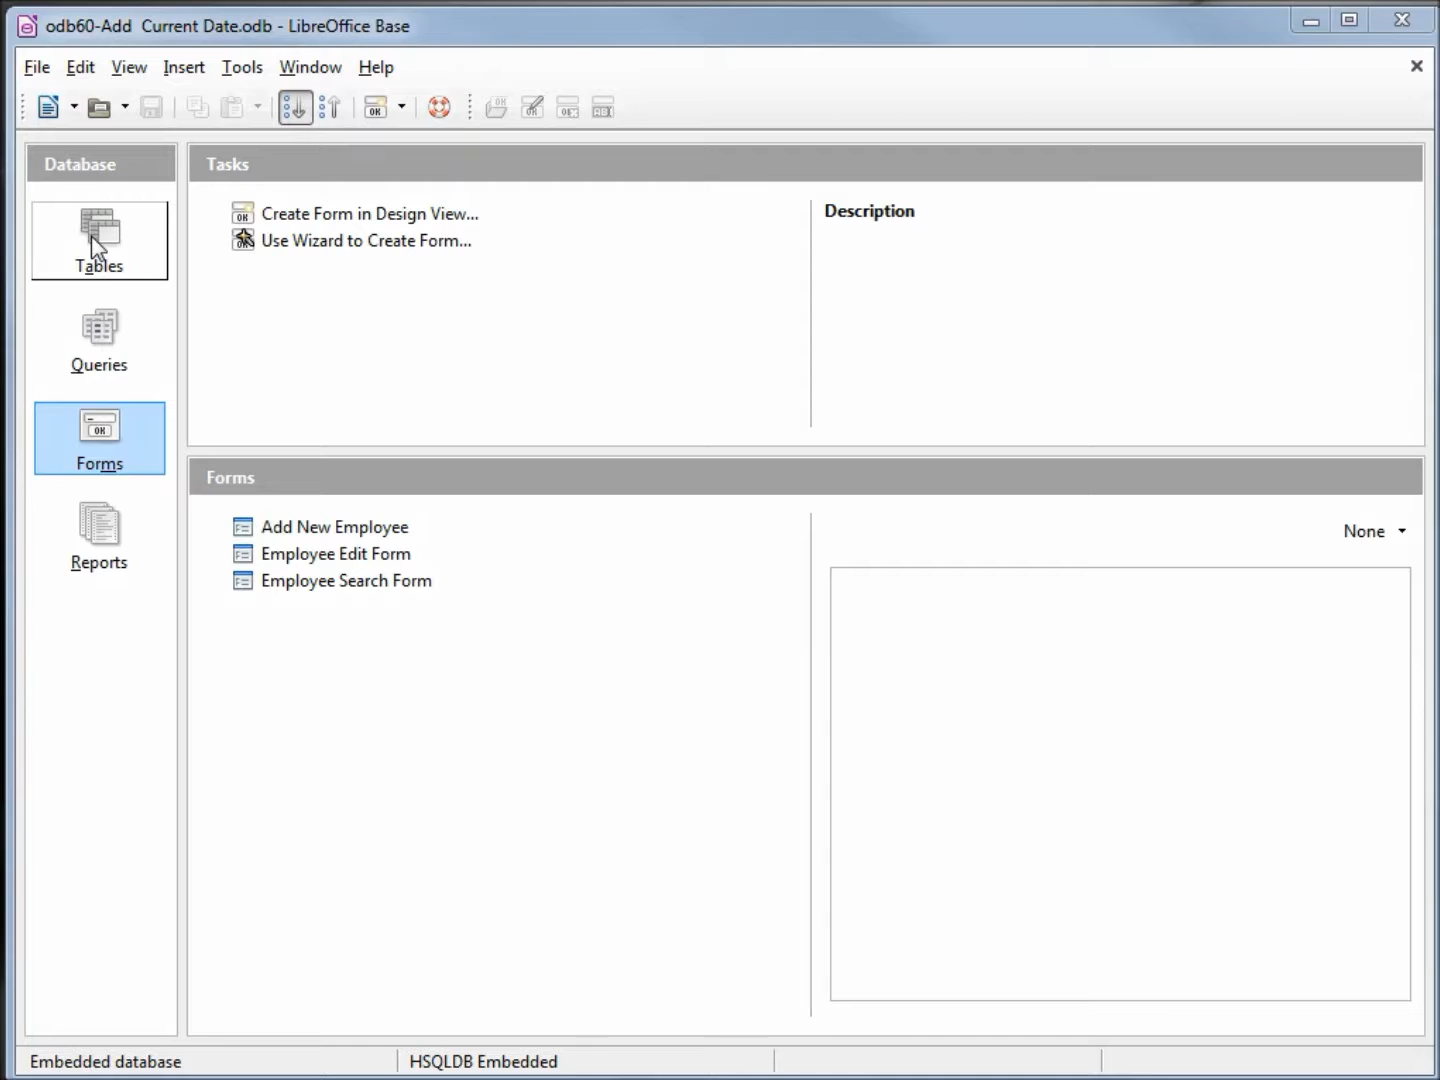 odb60-Add  Current Date.odb - LibreOffice Base
File Edit View Insert Tools Window Help
Database
Tasks
Tables
Queries
Forms
Reports
Create Form in Design View...
Use Wizard to Create Form...
Description
Forms
Add New Employee
Employee Edit Form
Employee Search Form
None
Embedded database
HSQLDB Embedded